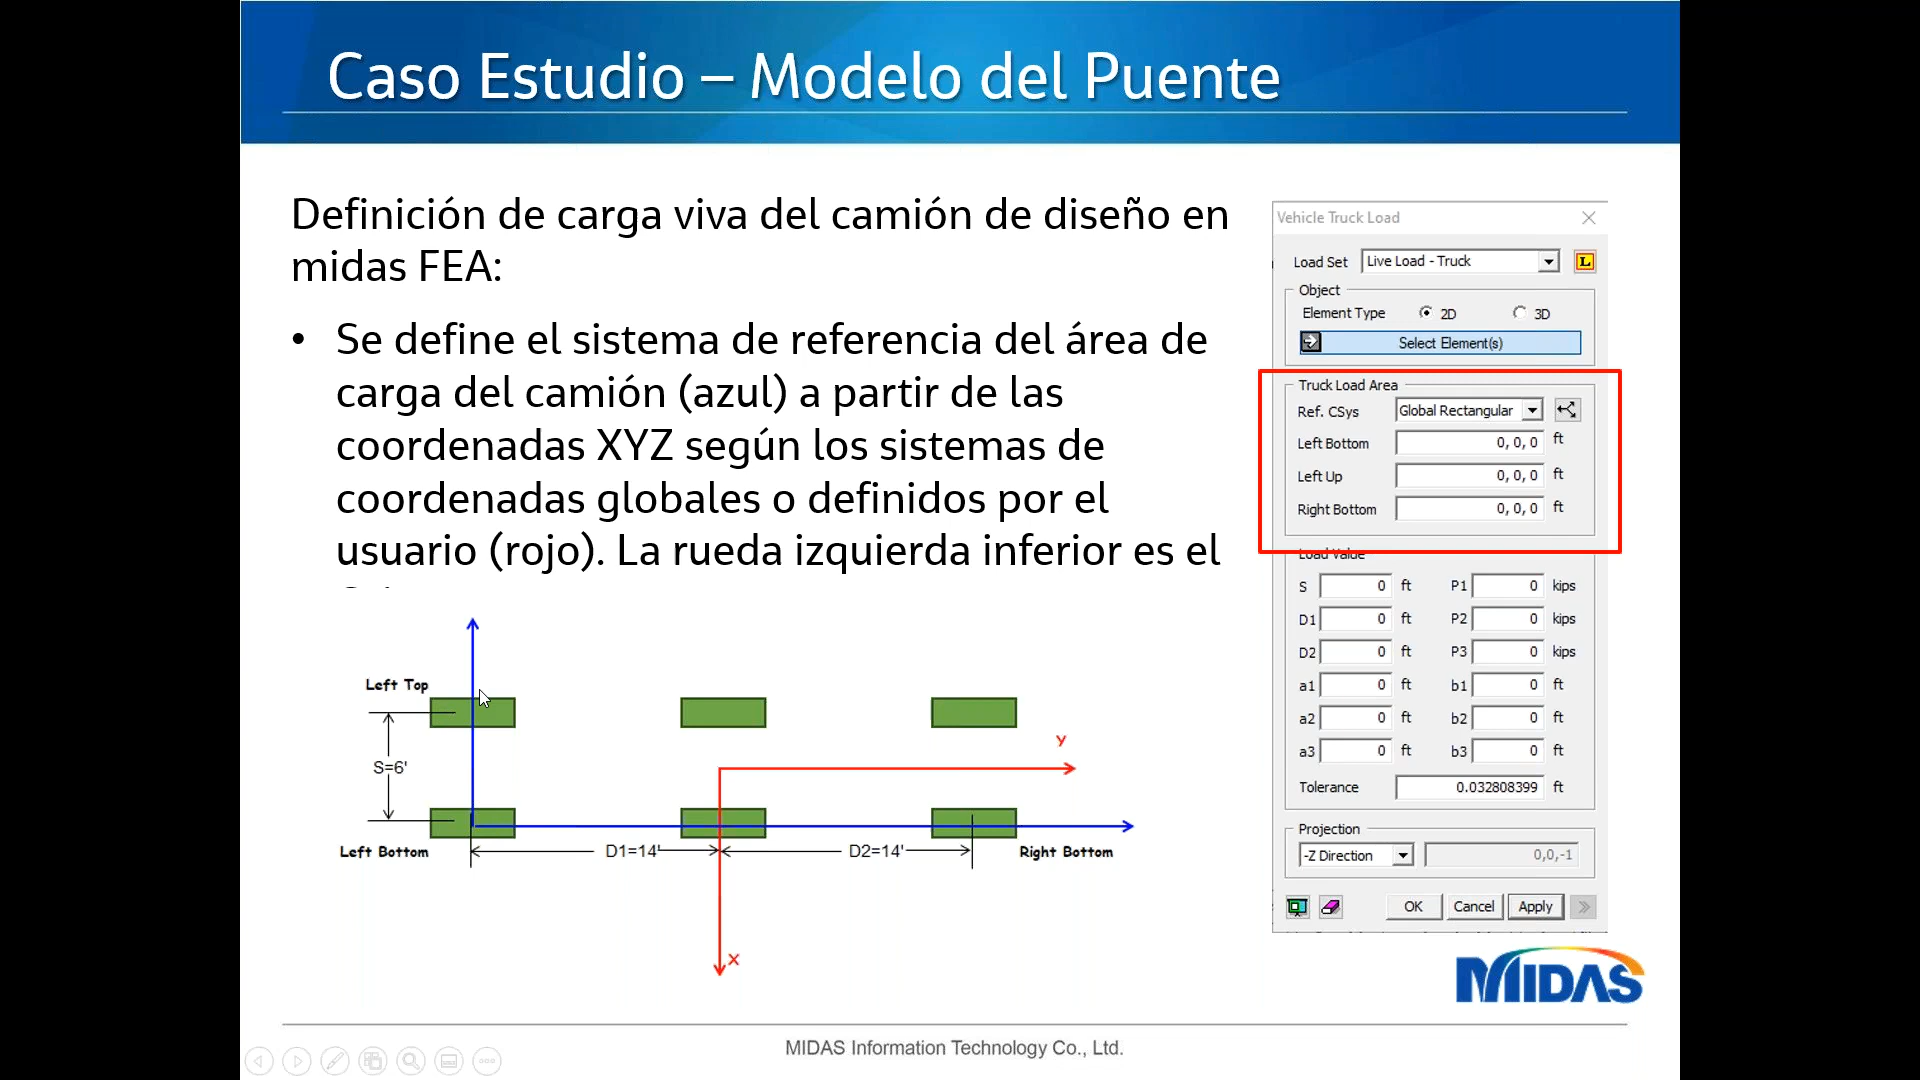 Caso Estudio – Modelo del Puente
Definición de carga viva del camión de diseño en
midas FEA:
• Se define el sistema de referencia del área de
carga del camión (azul) a partir de las
coordenadas XYZ según los sistemas de
coordenadas globales o definidos por el
usuario (rojo). La rueda izquierda inferior es el
Left Top
S=6'
Left Bottom
D1=14'
D2=14'
Right Bottom
Y
X
Vehicle Truck Load
Load Set Live Load - Truck L
Object
Element Type 2D 3D
Select Element(s)
Truck Load Area
Ref. CSys Global Rectangular
Left Bottom 0, 0, 0 ft
Left Up 0, 0, 0 ft
Right Bottom 0, 0, 0 ft
Load Value
S 0 ft P1 0 kips
D1 0 ft P2 0 kips
D2 0 ft P3 0 kips
a1 0 ft b1 0 ft
a2 0 ft b2 0 ft
a3 0 ft b3 0 ft
Tolerance 0.032808399 ft
Projection
-Z Direction 0,0,-1
OK Cancel Apply
MIDAS
MIDAS Information Technology Co., Ltd.